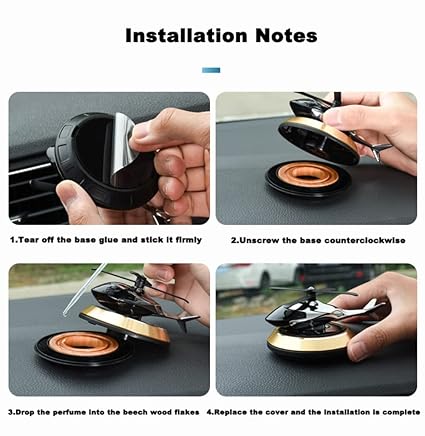 Installation Notes
1.Tear off the base glue and stick it firmly
2.Unscrew the base counterclockwise
3.Drop the perfume into the beech wood flakes
4.Replace the cover and the installation is complete